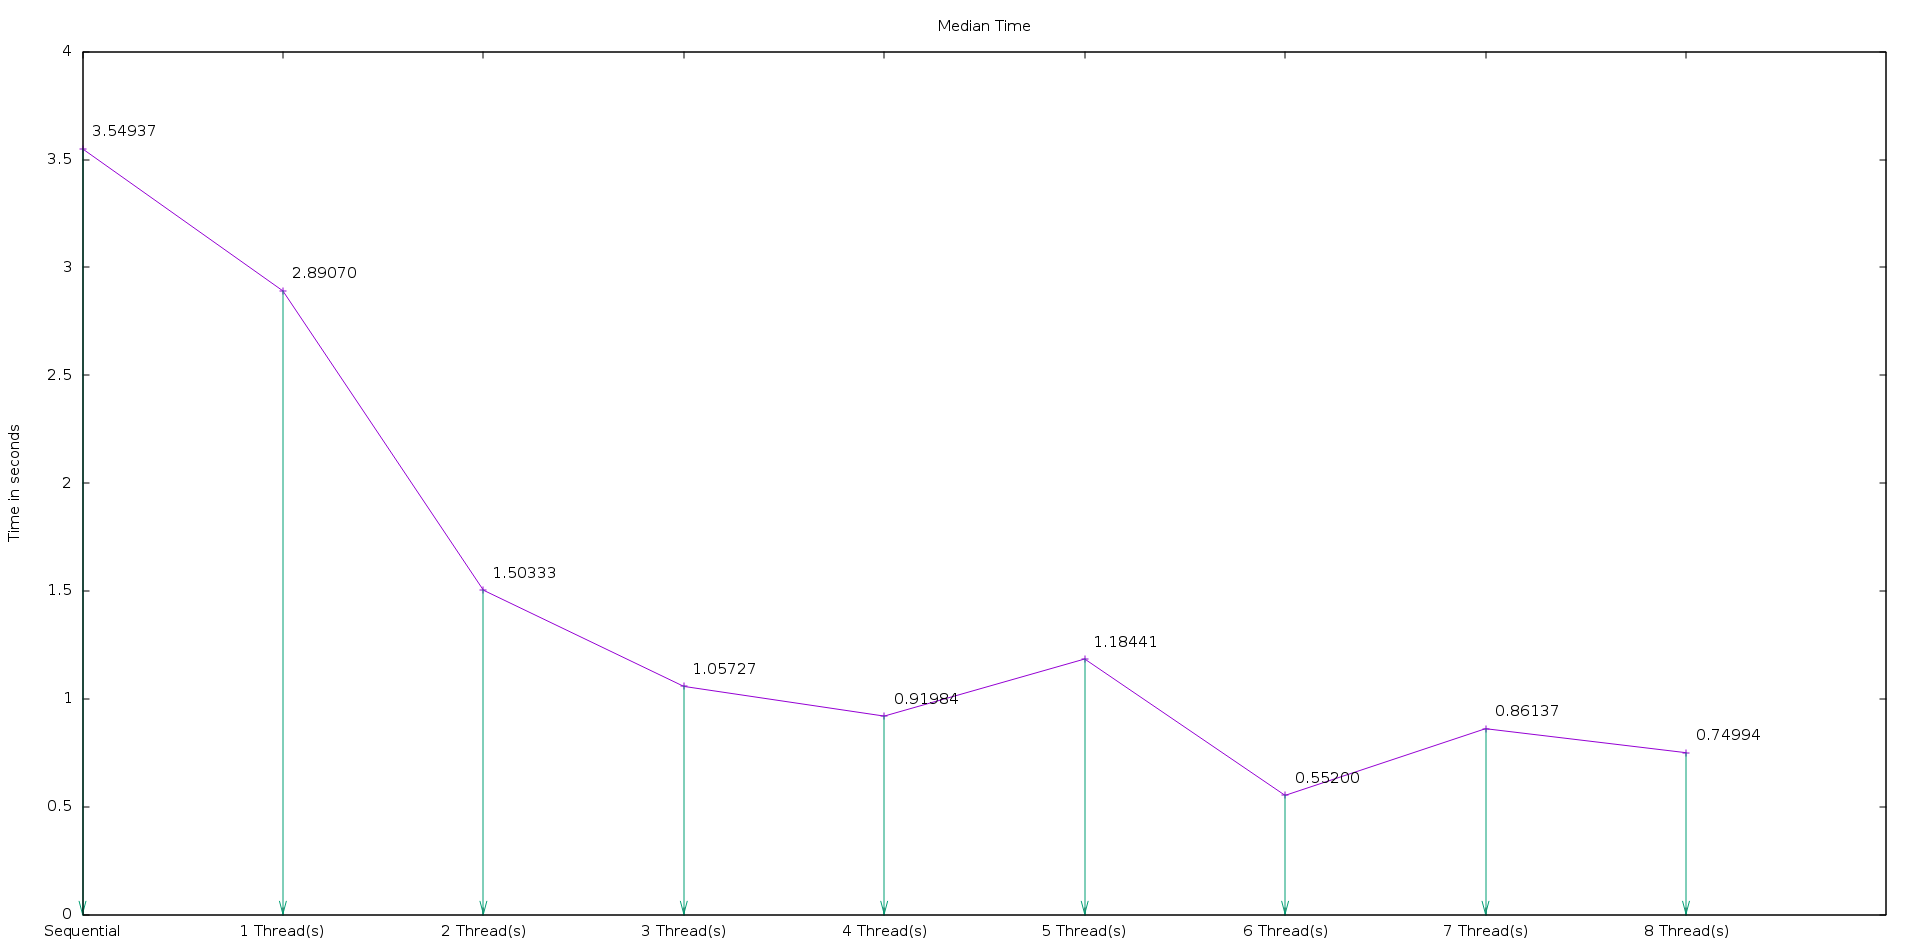 Median Time
4
3.5
3
2.5
2
1.5
1
0.5
0
Time in seconds
3.54937
2.89070
1.50333
1.05727
0.91984
1.18441
0.55200
0.86137
0.74994
Sequential
1 Thread(s)
2 Thread(s)
3 Thread(s)
4 Thread(s)
5 Thread(s)
6 Thread(s)
7 Thread(s)
8 Thread(s)